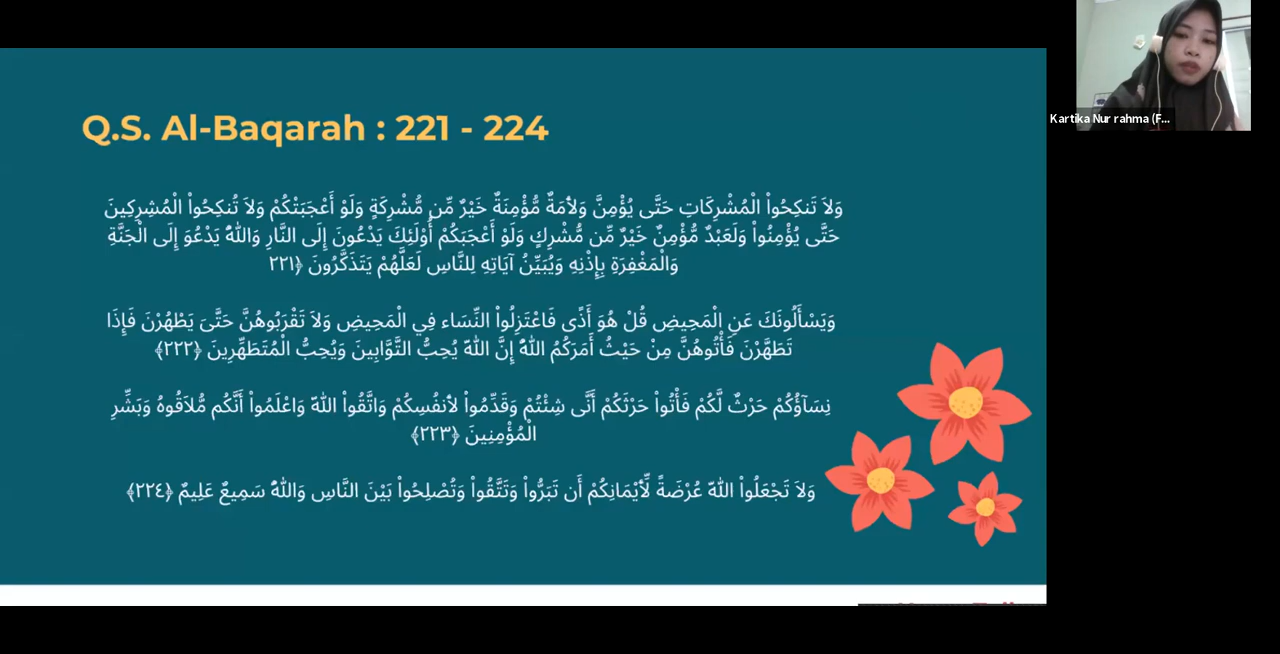 Q.S. Al-Baqarah : 221 - 224
وَلاَ تَنكِحُواْ الْمُشْرِكَاتِ حَتَّى يُؤْمِنَّ وَلأَمَةٌ مُّؤْمِنَةٌ خَيْرٌ مِّن مُّشْرِكَةٍ وَلَوْ أَعْجَبَتْكُمْ وَلاَ تُنكِحُواْ الْمُشِرِكِينَ
حَتَّى يُؤْمِنُواْ وَلَعَبْدٌ مُّؤْمِنٌ خَيْرٌ مِّن مُّشْرِكٍ وَلَوْ أَعْجَبَكُمْ أُوْلَئِكَ يَدْعُونَ إِلَى النَّارِ وَاللّهُ يَدْعُوَ إِلَى الْجَنَّةِ
وَالْمَغْفِرَةِ بِإِذْنِهِ وَيُبَيِّنُ آيَاتِهِ لِلنَّاسِ لَعَلَّهُمْ يَتَذَكَّرُونَ ﴿٢٢١
وَيَسْأَلُونَكَ عَنِ الْمَحِيضِ قُلْ هُوَ أَذًى فَاعْتَزِلُواْ النِّسَاء فِي الْمَحِيضِ وَلاَ تَقْرَبُوهُنَّ حَتَّىَ يَطْهُرْنَ فَإِذَا
تَطَهَّرْنَ فَأْتُوهُنَّ مِنْ حَيْثُ أَمَرَكُمُ اللّهُ إِنَّ اللّهَ يُحِبُّ التَّوَّابِينَ وَيُحِبُّ الْمُتَطَهِّرِينَ ﴿٢٢٢﴾
نِسَآؤُكُمْ حَرْثٌ لَّكُمْ فَأْتُواْ حَرْثَكُمْ أَنَّى شِئْتُمْ وَقَدِّمُواْ لأَنفُسِكُمْ وَاتَّقُواْ اللّهَ وَاعْلَمُواْ أَنَّكُم مُّلاَقُوهُ وَبَشِّرِ
الْمُؤْمِنِينَ ﴿٢٢٣﴾
وَلاَ تَجْعَلُواْ اللّهَ عُرْضَةً لِّأَيْمَانِكُمْ أَن تَبَرُّواْ وَتَتَّقُواْ وَتُصْلِحُواْ بَيْنَ النَّاسِ وَاللّهُ سَمِيعٌ عَلِيمٌ ﴿٢٢٤﴾
Kartika Nur rahma (F...